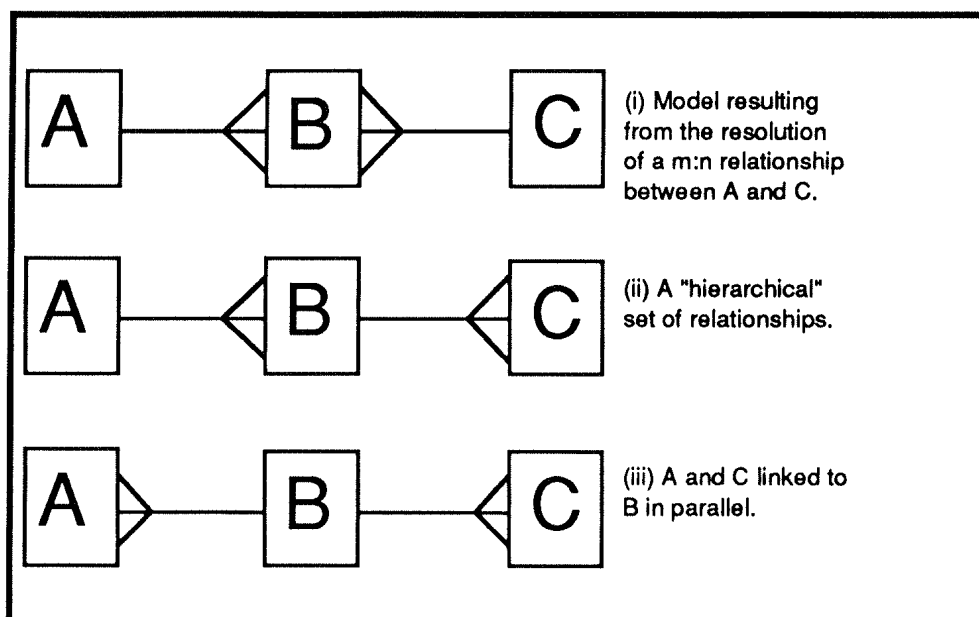 A B C
(i) Model resulting
from the resolution
of a m:n relationship
between A and C.
A B C
(ii) A "hierarchical"
set of relationships.
A B C
(iii) A and C linked to
B in parallel.